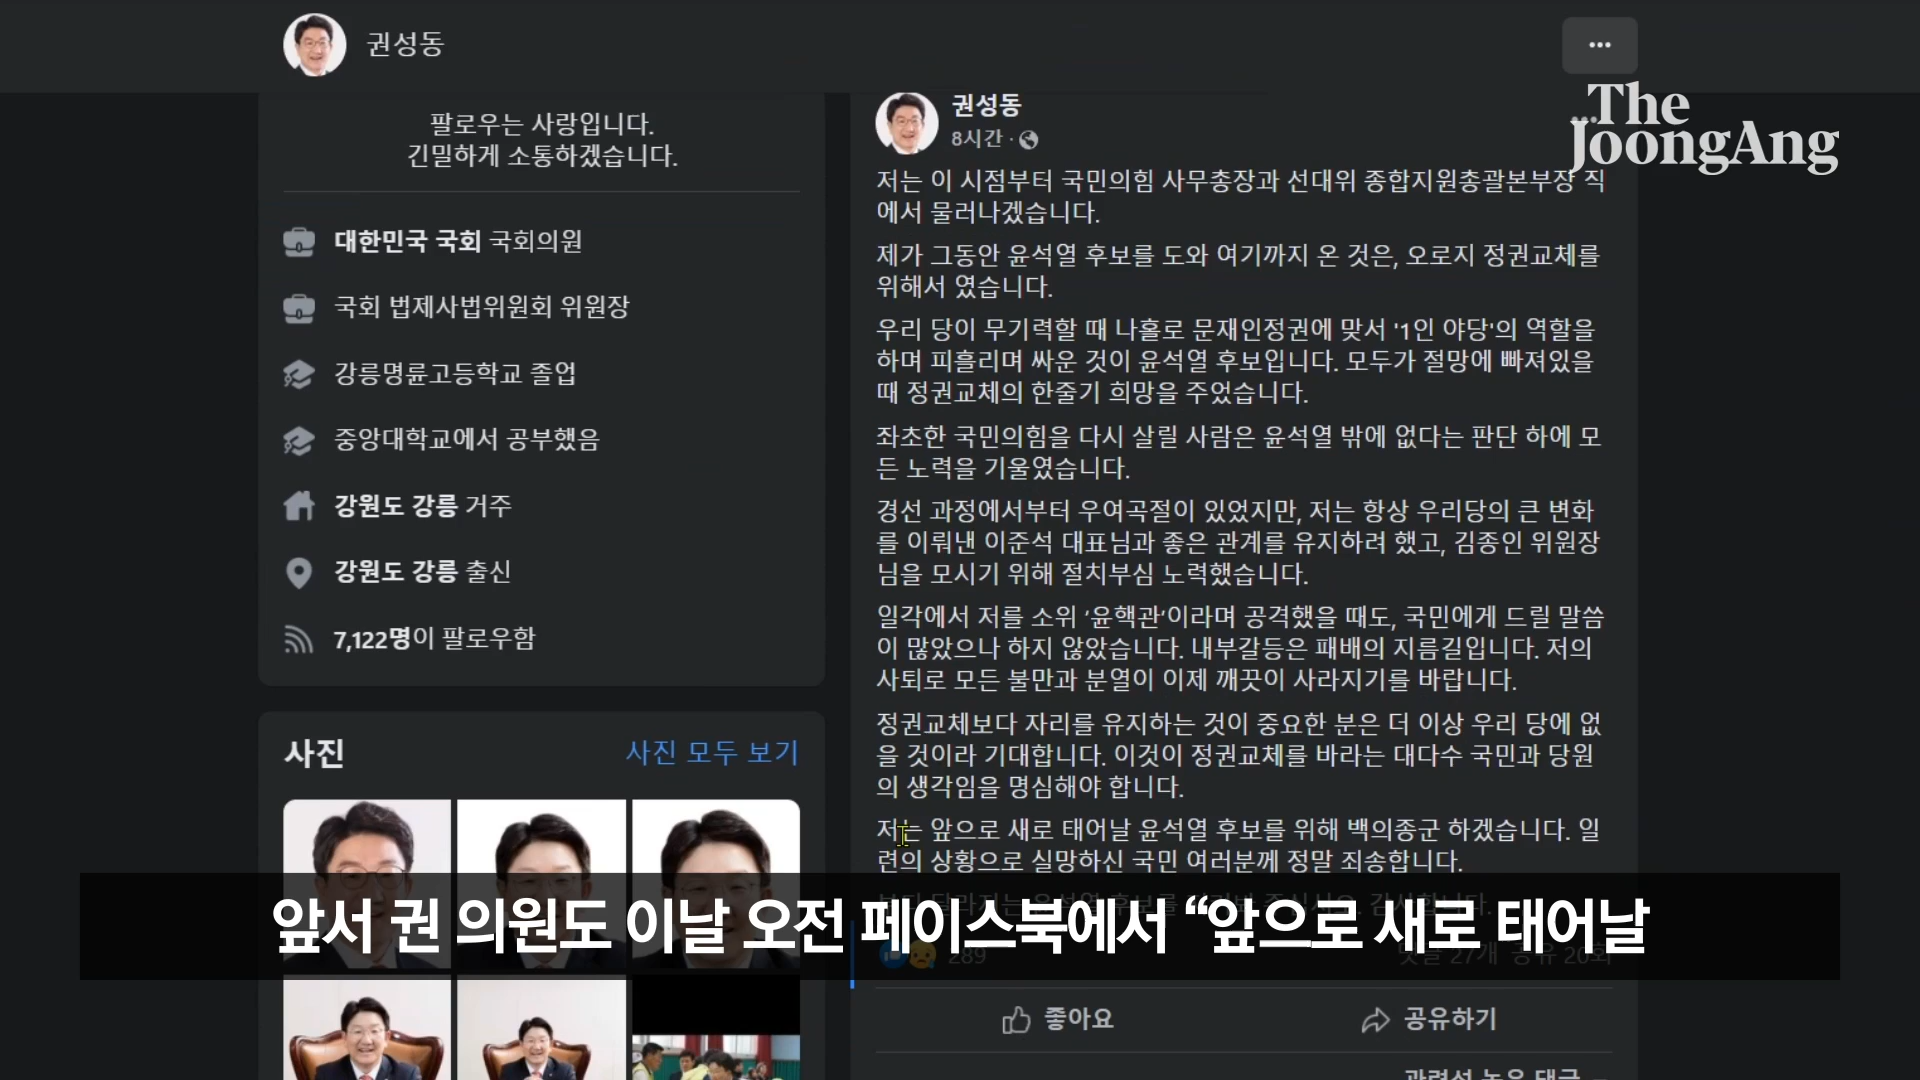 권성동
팔로우는 사랑입니다.
긴밀하게 소통하겠습니다.
대한민국 국회 국회의원
국회 법제사법위원회 위원장
강릉명륜고등학교 졸업
중앙대학교에서 공부했음
강원도 강릉 거주
강원도 강릉 출신
7,122명이 팔로우함
사진
사진 모두 보기
권성동
8시간 ·
The
JoongAng
저는 이 시점부터 국민의힘 사무총장과 선대위 종합지원총괄본부장 직
에서 물러나겠습니다.
제가 그동안 윤석열 후보를 도와 여기까지 온 것은, 오로지 정권교체를
위해서 였습니다.
우리 당이 무기력할 때 나홀로 문재인정권에 맞서 '1인 야당'의 역할을
하며 피흘리며 싸운 것이 윤석열 후보입니다. 모두가 절망에 빠져있을
때 정권교체의 한줄기 희망을 주었습니다.
좌초한 국민의힘을 다시 살릴 사람은 윤석열 밖에 없다는 판단 하에 모
든 노력을 기울였습니다.
경선 과정에서부터 우여곡절이 있었지만, 저는 항상 우리당의 큰 변화
를 이뤄낸 이준석 대표님과 좋은 관계를 유지하려 했고, 김종인 위원장
님을 모시기 위해 절치부심 노력했습니다.
일각에서 저를 소위 ‘윤핵관’이라며 공격했을 때도, 국민에게 드릴 말씀
이 많았으나 하지 않았습니다. 내부갈등은 패배의 지름길입니다. 저의
사퇴로 모든 불만과 분열이 이제 깨끗이 사라지기를 바랍니다.
정권교체보다 자리를 유지하는 것이 중요한 분은 더 이상 우리 당에 없
을 것이라 기대합니다. 이것이 정권교체를 바라는 대다수 국민과 당원
의 생각임을 명심해야 합니다.
저는 앞으로 새로 태어날 윤석열 후보를 위해 백의종군 하겠습니다. 일
련의 상황으로 실망하신 국민 여러분께 정말 죄송합니다.
윤석열 후보를 감사합니다.
289
댓글 27개 공유 20회
앞서 권 의원도 이날 오전 페이스북에서 “앞으로 새로 태어날
좋아요
공유하기
관련성 높은 댓글